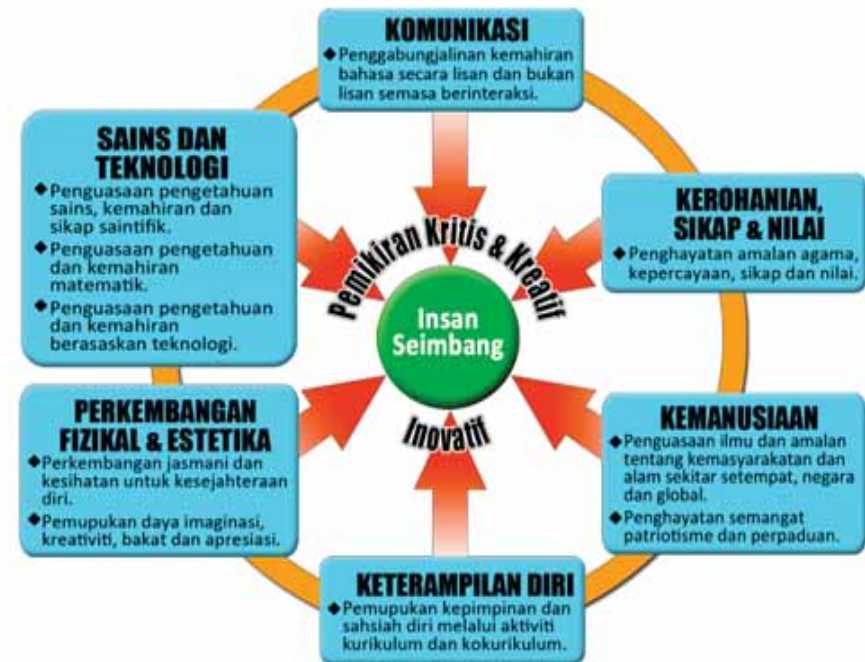 KOMUNIKASI
◆Penggabungjalinan kemahiran
bahasa secara lisan dan bukan
lisan semasa berinteraksi.
SAINS DAN
TEKNOLOGI
◆Penguasaan pengetahuan
sains, kemahiran dan
sikap saintifik.
◆Penguasaan pengetahuan
dan kemahiran
matematik.
◆Penguasaan pengetahuan
dan kemahiran
berasaskan teknologi.
KEROHANIAN,
SIKAP & NILAI
◆Penghayatan amalan agama,
kepercayaan, sikap dan nilai.
Pemikiran Kritis & Kreatif
Insan
Seimbang
Inovatif
PERKEMBANGAN
FIZIKAL & ESTETIKA
◆Perkembangan jasmani dan
kesihatan untuk kesejahteraan
diri.
◆Pemupukan daya imaginasi,
kreativiti, bakat dan apresiasi.
KEMANUSIAAN
◆Penguasaan ilmu dan amalan
tentang kemasyarakatan dan
alam sekitar setempat, negara
dan global.
◆Penghayatan semangat
patriotisme dan perpaduan.
KETERAMPILAN DIRI
◆Pemupukan kepimpinan dan
sahsiah diri melalui aktiviti
kurikulum dan kokurikulum.